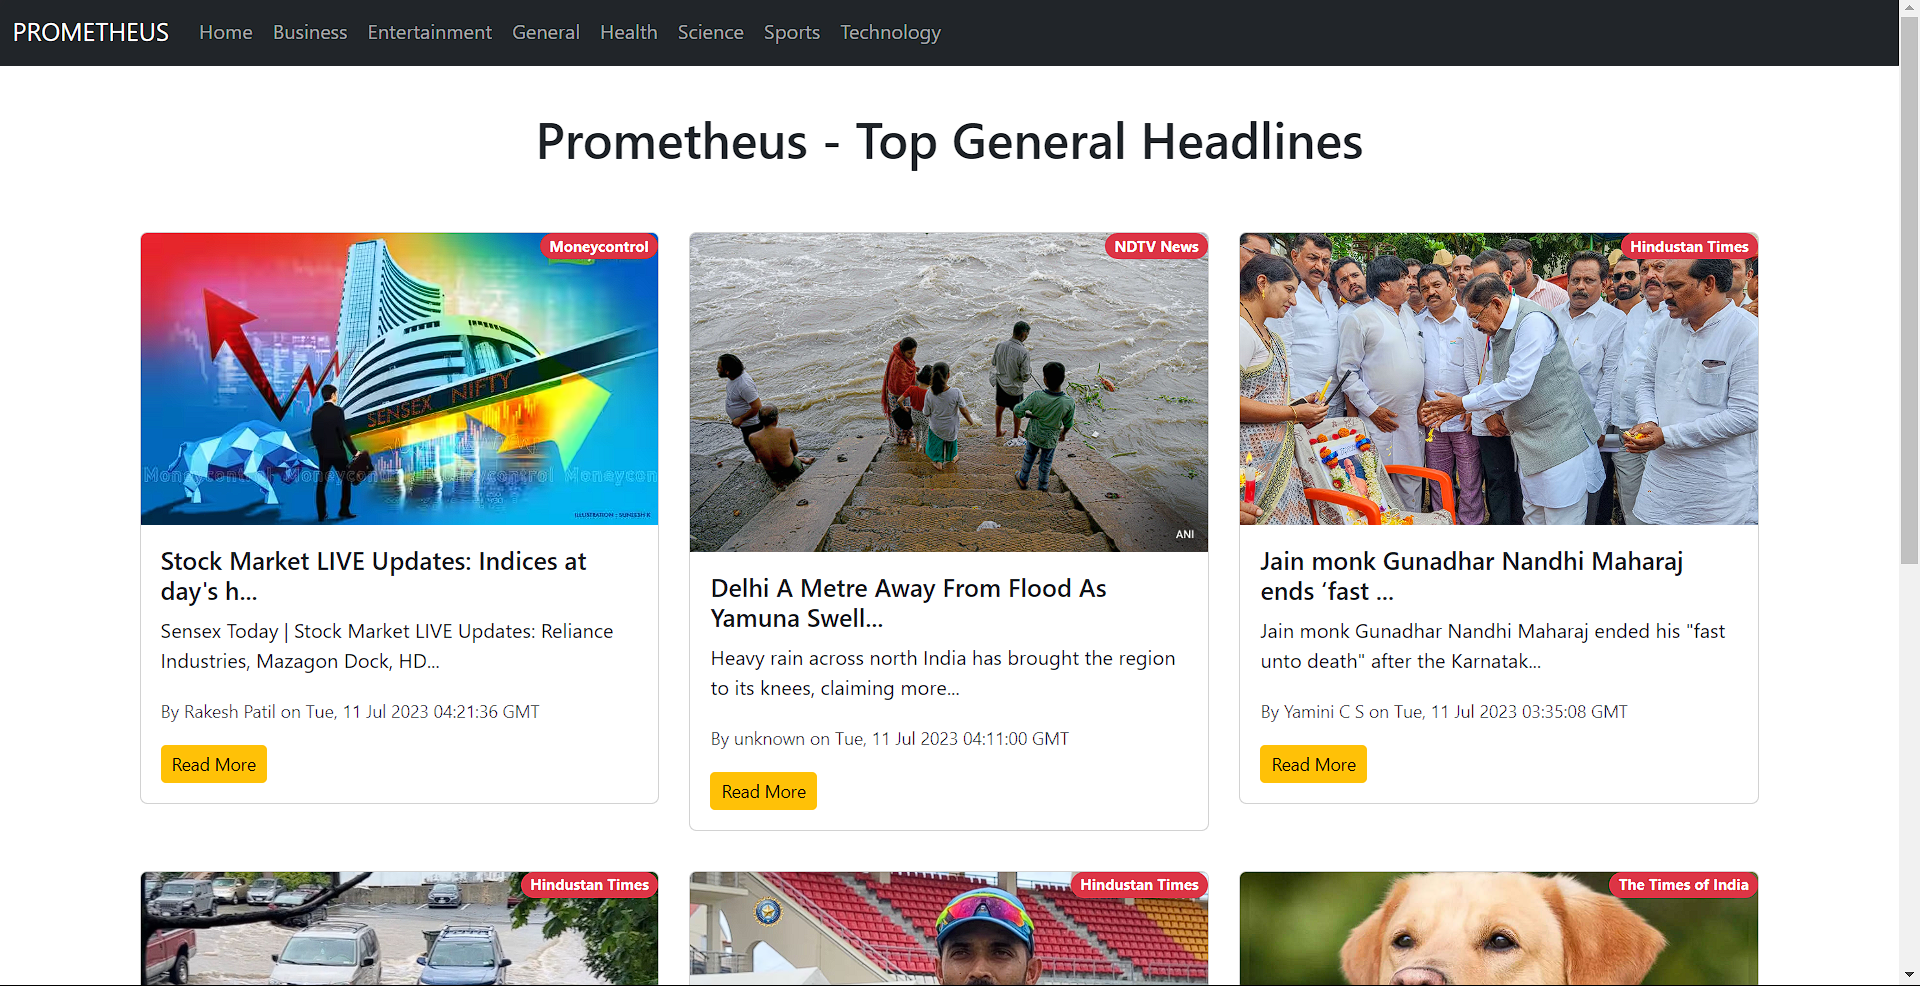 PROMETHEUS Home Business Entertainment General Health Science Sports Technology
Prometheus - Top General Headlines
Moneycontrol
SENSEX NIFTY
Moneycontrol Moneycontrol Moneycontrol Moneycon
ILLUSTRATION : SUNEESH K
Stock Market LIVE Updates: Indices at
day's h...
Sensex Today | Stock Market LIVE Updates: Reliance
Industries, Mazagon Dock, HD...
By Rakesh Patil on Tue, 11 Jul 2023 04:21:36 GMT
Read More
NDTV News
ANI
Delhi A Metre Away From Flood As
Yamuna Swell...
Heavy rain across north India has brought the region
to its knees, claiming more...
By unknown on Tue, 11 Jul 2023 04:11:00 GMT
Read More
Hindustan Times
Jain monk Gunadhar Nandhi Maharaj
ends ‘fast ...
Jain monk Gunadhar Nandhi Maharaj ended his "fast
unto death" after the Karnatak...
By Yamini C S on Tue, 11 Jul 2023 03:35:08 GMT
Read More
Hindustan Times
Hindustan Times
The Times of India